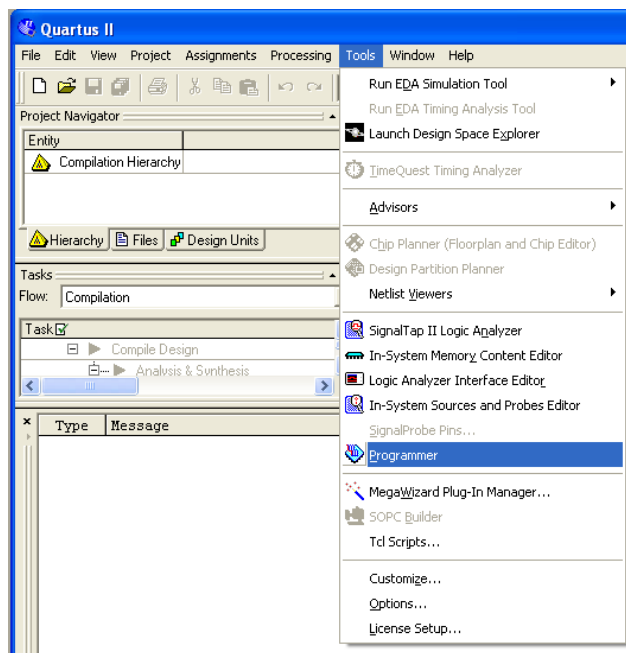 Quartus II
File Edit View Project Assignments Processing Tools Window Help
Project Navigator
Entity
Compilation Hierarchy
Hierarchy Files Design Units
Tasks
Flow: Compilation
Task
Compile Design
Analysis & Synthesis
Type Message
Run EDA Simulation Tool
Run EDA Timing Analysis Tool
Launch Design Space Explorer
TimeQuest Timing Analyzer
Advisors
Chip Planner (Floorplan and Chip Editor)
Design Partition Planner
Netlist Viewers
SignalTap II Logic Analyzer
In-System Memory Content Editor
Logic Analyzer Interface Editor
In-System Sources and Probes Editor
SignalProbe Pins...
Programmer
MegaWizard Plug-In Manager...
SOPC Builder
Tcl Scripts...
Customize...
Options...
License Setup...